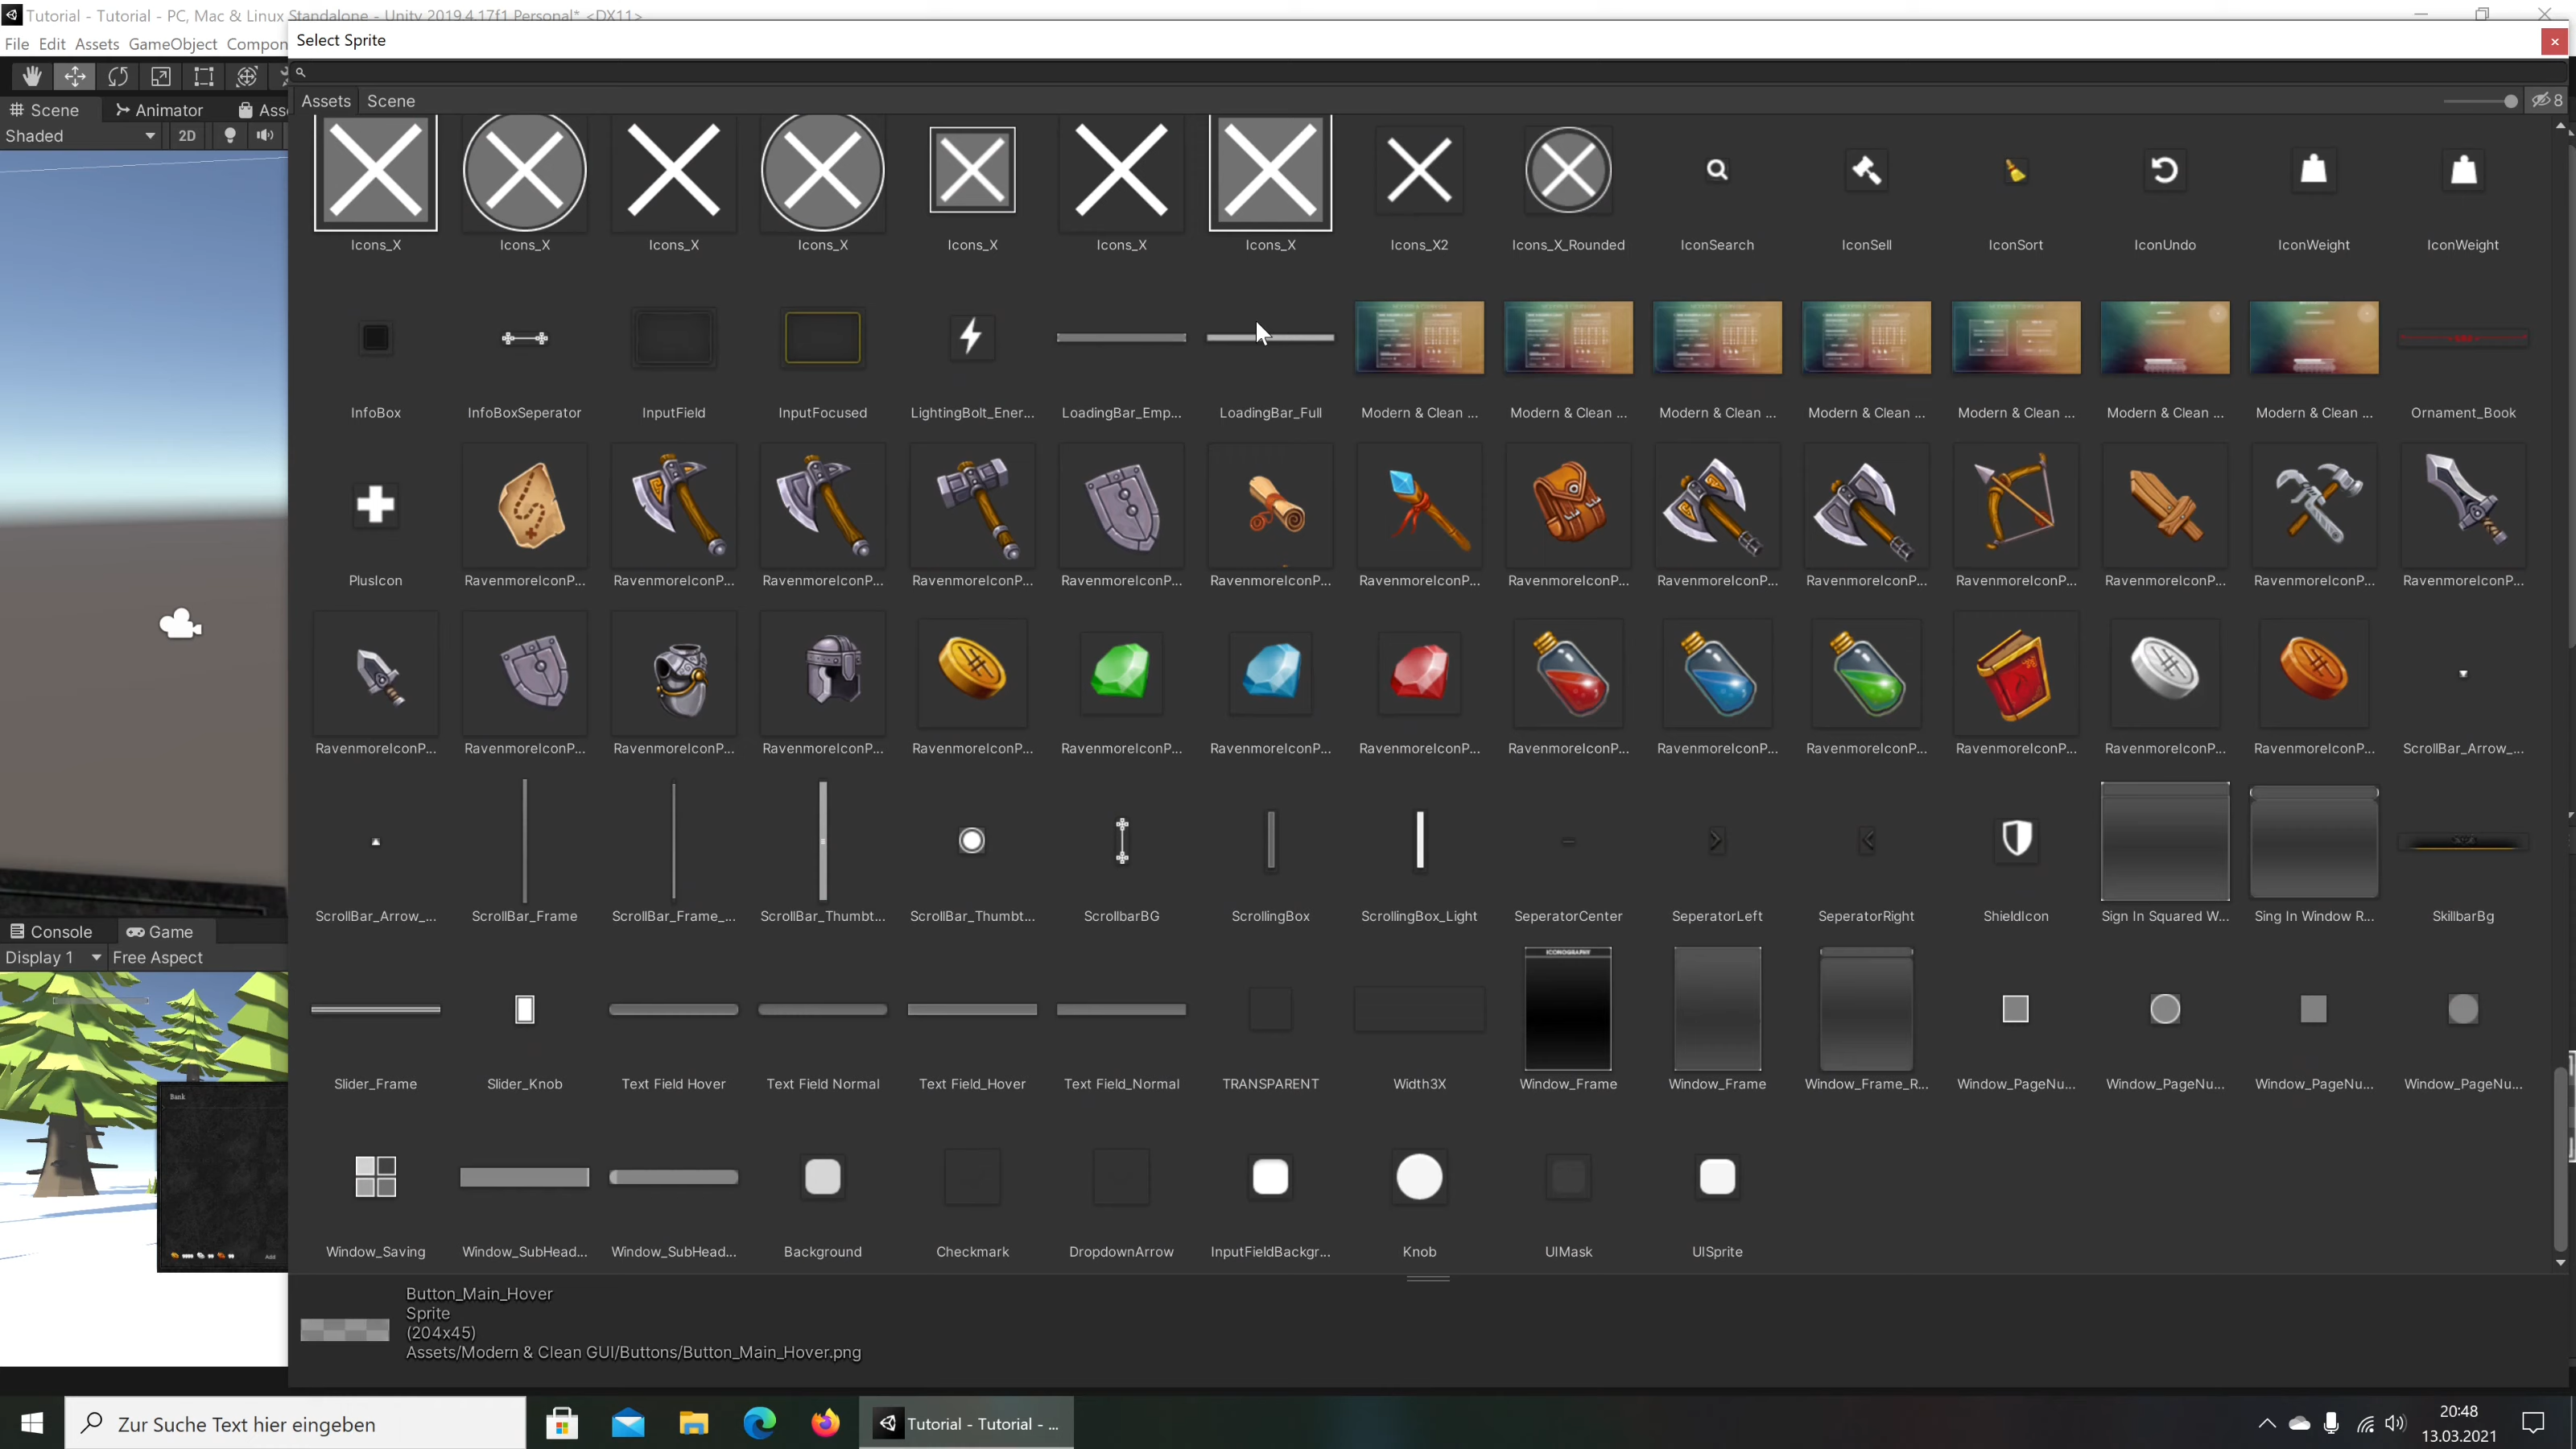 Tutorial - Tutorial - PC, Mac & Linux Standalone - Unity 2019.4.17f1 Personal* <DX11>
File Edit Assets GameObject Compon
Select Sprite
Scene Animator Ass
Assets Scene 8
Shaded 2D
Icons_X Icons_X Icons_X Icons_X Icons_X Icons_X Icons_X Icons_X2 Icons_X_Rounded IconSearch IconSell IconSort IconUndo IconWeight IconWeight
InfoBox InfoBoxSeperator InputField InputFocused LightingBolt_Ener... LoadingBar_Emp... LoadingBar_Full Modern & Clean ... Modern & Clean ... Modern & Clean ... Modern & Clean ... Modern & Clean ... Modern & Clean ... Modern & Clean ... Ornament_Book
PlusIcon RavenmoreIconP... RavenmoreIconP... RavenmoreIconP... RavenmoreIconP... RavenmoreIconP... RavenmoreIconP... RavenmoreIconP... RavenmoreIconP... RavenmoreIconP... RavenmoreIconP... RavenmoreIconP... RavenmoreIconP... RavenmoreIconP... RavenmoreIconP...
RavenmoreIconP... RavenmoreIconP... RavenmoreIconP... RavenmoreIconP... RavenmoreIconP... RavenmoreIconP... RavenmoreIconP... RavenmoreIconP... RavenmoreIconP... RavenmoreIconP... RavenmoreIconP... RavenmoreIconP... RavenmoreIconP... RavenmoreIconP... ScrollBar_Arrow_...
ScrollBar_Arrow_... ScrollBar_Frame ScrollBar_Frame_... ScrollBar_Thumbt... ScrollBar_Thumbt... ScrollbarBG ScrollingBox ScrollingBox_Light SeperatorCenter SeperatorLeft SeperatorRight ShieldIcon Sign In Squared W... Sing In Window R... SkillbarBg
Console Game
Display 1 Free Aspect
ICONOGRAPHY
Slider_Frame Slider_Knob Text Field Hover Text Field Normal Text Field_Hover Text Field_Normal TRANSPARENT Width3X Window_Frame Window_Frame Window_Frame_R... Window_PageNu... Window_PageNu... Window_PageNu... Window_PageNu...
Bank
Window_Saving Window_SubHead... Window_SubHead... Background Checkmark DropdownArrow InputFieldBackgr... Knob UIMask UISprite
Add
Button_Main_Hover
Sprite
(204x45)
Assets/Modern & Clean GUI/Buttons/Button_Main_Hover.png
Zur Suche Text hier eingeben
Tutorial - Tutorial - ...
20:48
13.03.2021